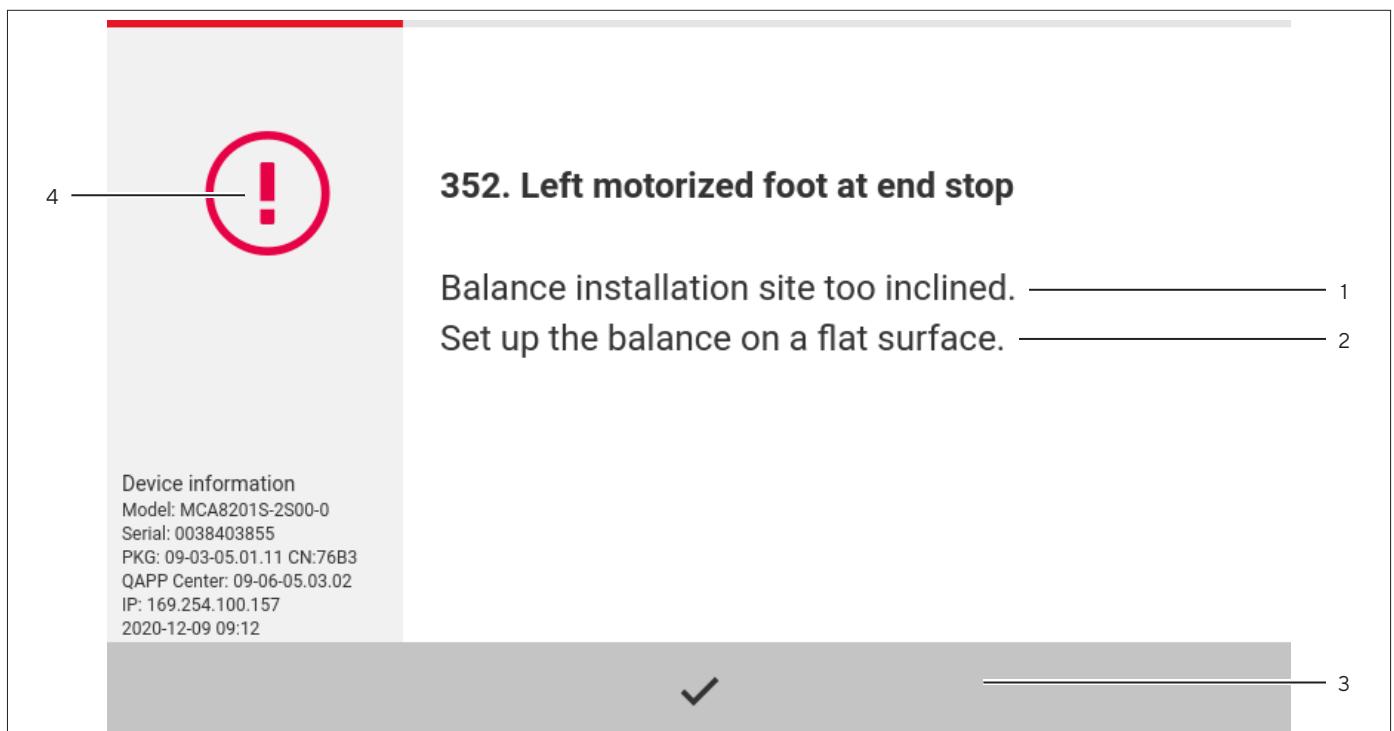 4
352. Left motorized foot at end stop
Balance installation site too inclined.
1
Set up the balance on a flat surface.
2
Device information
Model: MCA8201S-2S00-0
Serial: 0038403855
PKG: 09-03-05.01.11 CN:76B3
QAPP Center: 09-06-05.03.02
IP: 169.254.100.157
2020-12-09 09:12
3